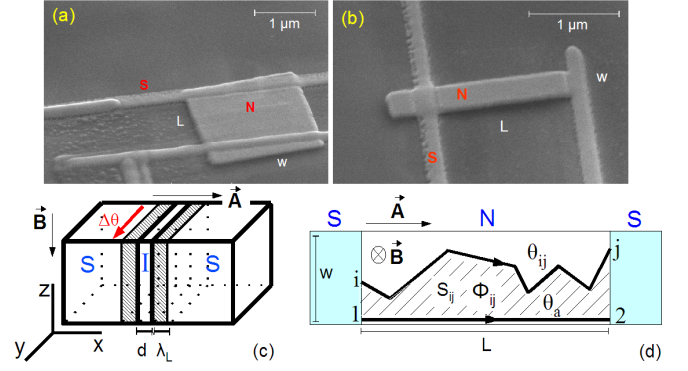 (a)
1 μm
S
N
L
w
(b)
1 μm
w
N
L
S
B
Δθ
A
S
I
S
z
y
x
d
λL
(c)
S
A
N
S
w
B
i
j
θij
Sij
Φij
θa
1
2
L
(d)